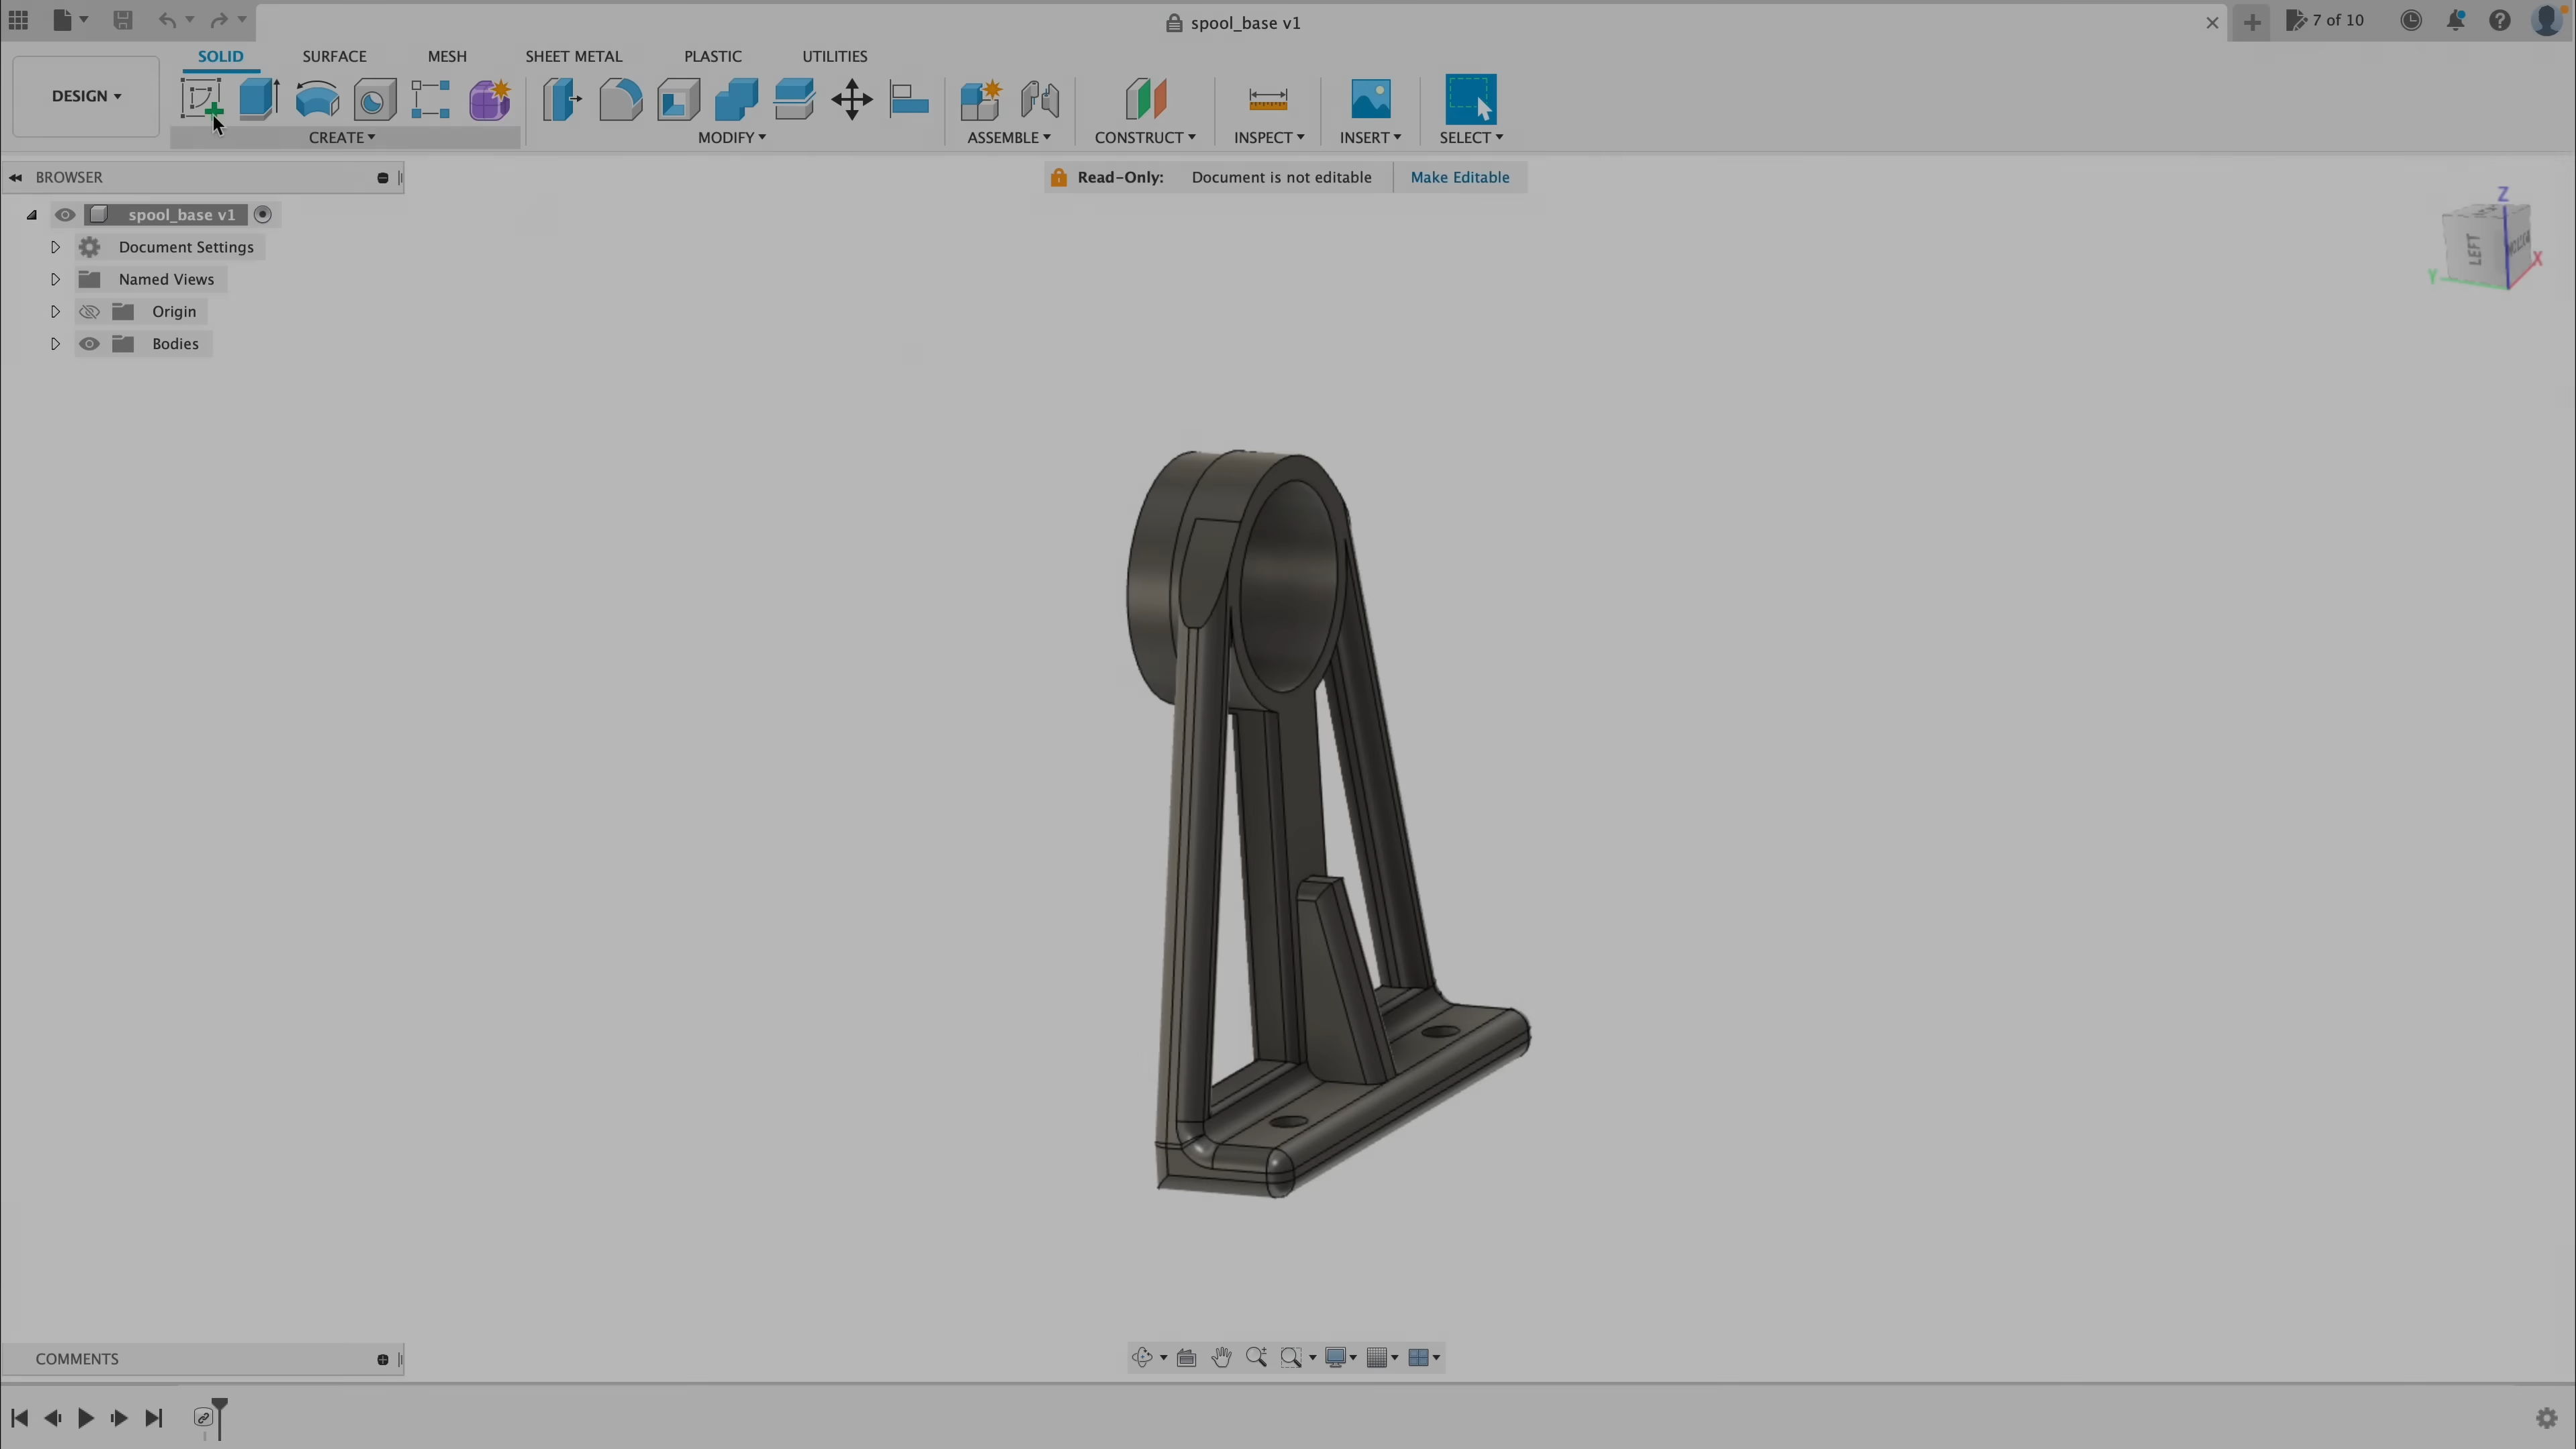 spool_base v1
7 of 10
SOLID SURFACE MESH SHEET METAL PLASTIC UTILITIES
DESIGN
CREATE MODIFY ASSEMBLE CONSTRUCT INSPECT INSERT SELECT
BROWSER
Read-Only: Document is not editable Make Editable
spool_base v1
Document Settings
Named Views
Origin
Bodies
Z
LEFT
Y
X
COMMENTS